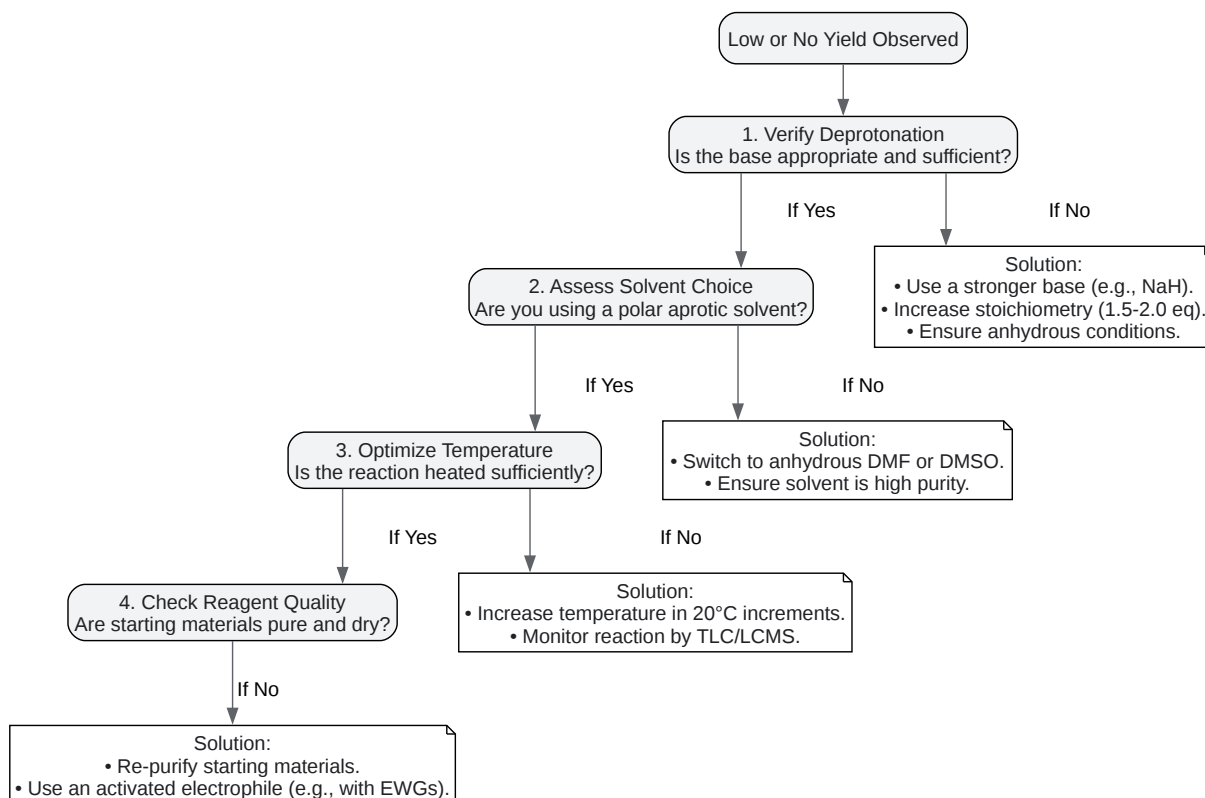 Low or No Yield Observed
1. Verify Deprotonation
Is the base appropriate and sufficient?
If Yes
If No
Solution:
• Use a stronger base (e.g., NaH).
• Increase stoichiometry (1.5-2.0 eq).
• Ensure anhydrous conditions.
2. Assess Solvent Choice
Are you using a polar aprotic solvent?
If Yes
If No
Solution:
• Switch to anhydrous DMF or DMSO.
• Ensure solvent is high purity.
3. Optimize Temperature
Is the reaction heated sufficiently?
If Yes
If No
Solution:
• Increase temperature in 20°C increments.
• Monitor reaction by TLC/LCMS.
4. Check Reagent Quality
Are starting materials pure and dry?
If No
Solution:
• Re-purify starting materials.
• Use an activated electrophile (e.g., with EWGs).